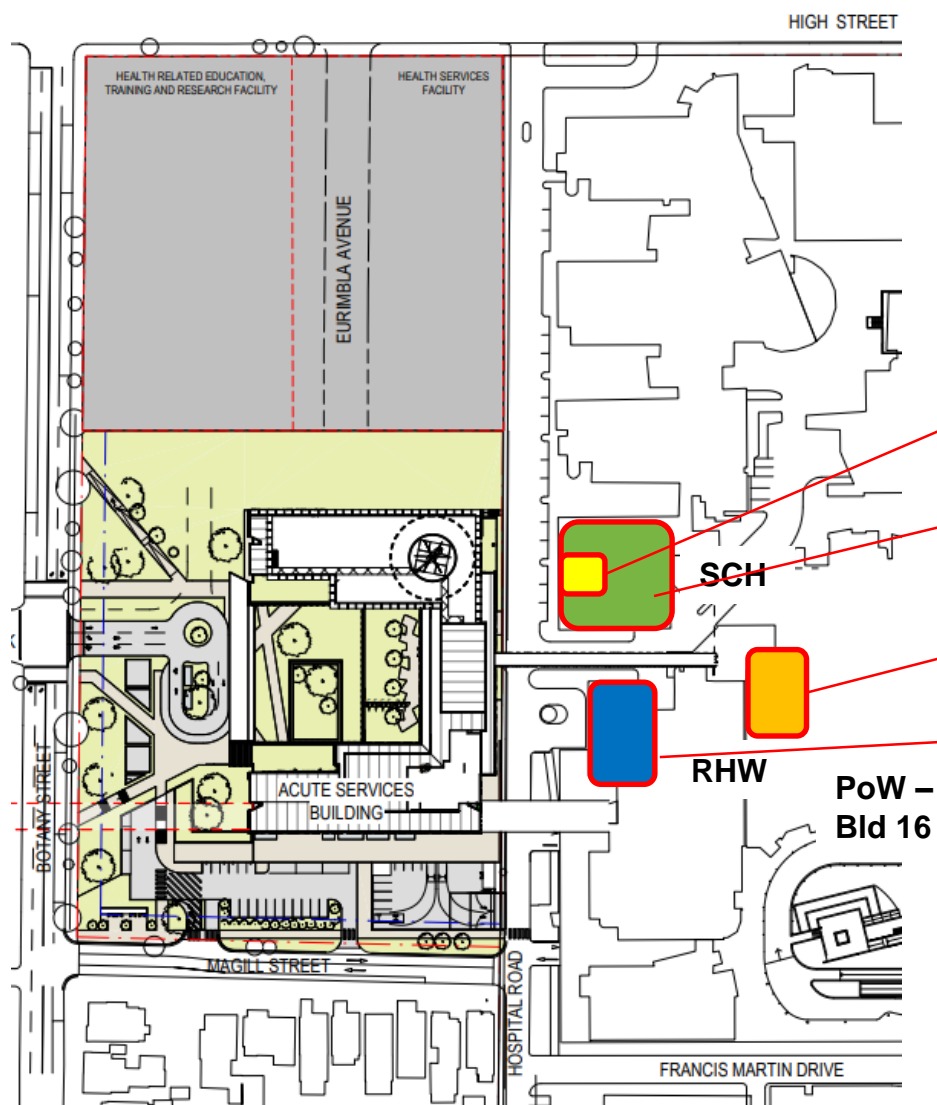 HIGH STREET
HEALTH RELATED EDUCATION,
TRAINING AND RESEARCH FACILITY
HEALTH SERVICES
FACILITY
EURIMBLA AVENUE
SCH
RHW
PoW –
Bld 16
ACUTE SERVICES
BUILDING
BOTANY STREET
MAGILL STREET
HOSPITAL ROAD
FRANCIS MARTIN DRIVE